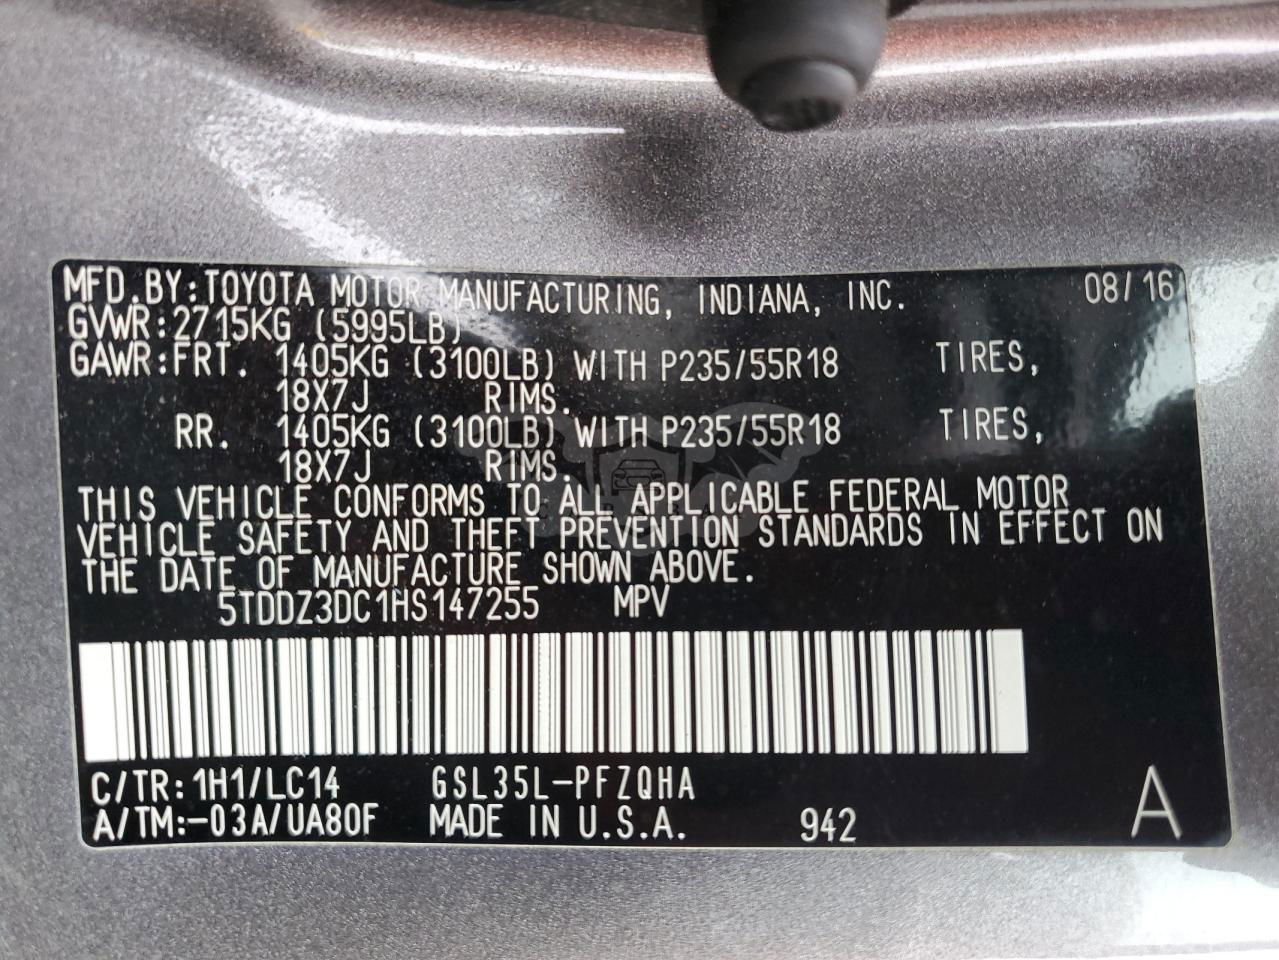 MFD.BY:TOYOTA MOTOR MANUFACTURING, INDIANA, INC. 08/16
GVWR:2715KG (5995LB)
GAWR:FRT. 1405KG (3100LB) WITH P235/55R18 TIRES,
18X7J RIMS.
RR. 1405KG (3100LB) WITH P235/55R18 TIRES,
18X7J RIMS.
THIS VEHICLE CONFORMS TO ALL APPLICABLE FEDERAL MOTOR
VEHICLE SAFETY AND THEFT PREVENTION STANDARDS IN EFFECT ON
THE DATE OF MANUFACTURE SHOWN ABOVE.
5TDDZ3DC1HS147255 MPV
C/TR:1H1/LC14 GSL35L-PFZQHA
A/TM:-03A/UA80F MADE IN U.S.A. 942 A